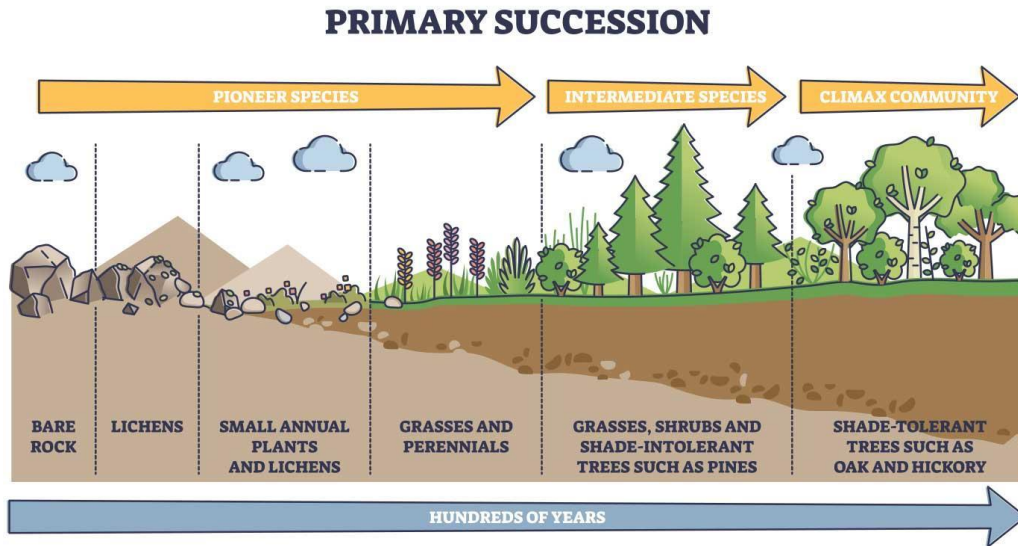 PRIMARY SUCCESSION
PIONEER SPECIES
INTERMEDIATE SPECIES
CLIMAX COMMUNITY
BARE
ROCK
LICHENS
SMALL ANNUAL
PLANTS
AND LICHENS
GRASSES AND
PERENNIALS
GRASSES, SHRUBS AND
SHADE-INTOLERANT
TREES SUCH AS PINES
SHADE-TOLERANT
TREES SUCH AS
OAK AND HICKORY
HUNDREDS OF YEARS